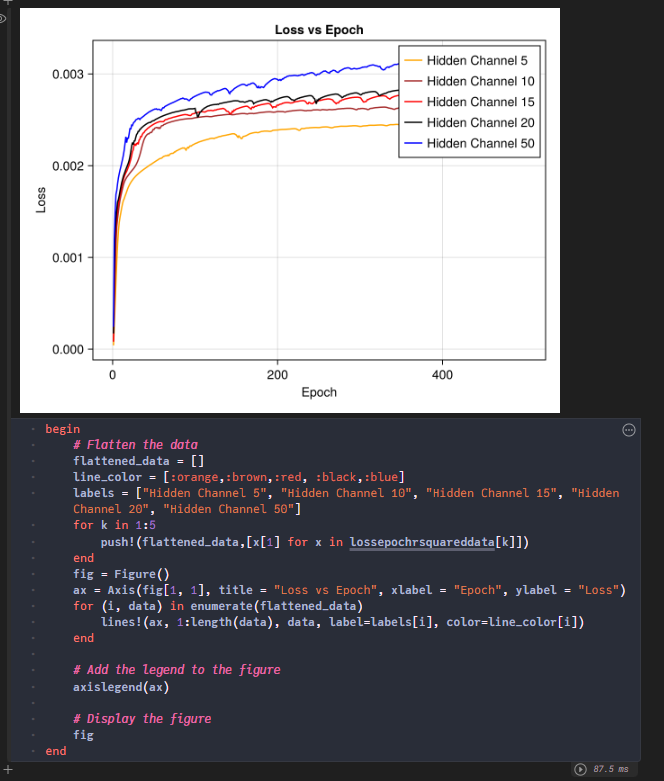 Loss vs Epoch
0.003
0.002
0.001
0.000
Loss
0
200
400
Epoch
Hidden Channel 5
Hidden Channel 10
Hidden Channel 15
Hidden Channel 20
Hidden Channel 50
begin
# Flatten the data
flattened_data = []
line_color = [:orange,:brown,:red, :black,:blue]
labels = ["Hidden Channel 5", "Hidden Channel 10", "Hidden Channel 15", "Hidden
Channel 20", "Hidden Channel 50"]
for k in 1:5
push!(flattened_data,[x[1] for x in lossepochrsquareddata[k]])
end
fig = Figure()
ax = Axis(fig[1, 1], title = "Loss vs Epoch", xlabel = "Epoch", ylabel = "Loss")
for (i, data) in enumerate(flattened_data)
lines!(ax, 1:length(data), data, label=labels[i], color=line_color[i])
end
# Add the legend to the figure
axislegend(ax)
# Display the figure
fig
end
87.5 ms